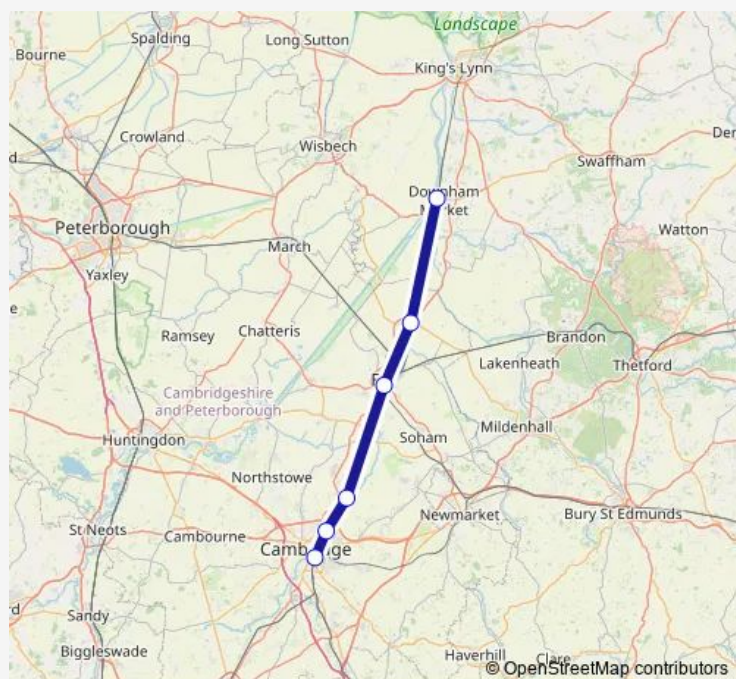 Landscape
Spalding
Long Sutton
Bourne
King's Lynn
Crowland
Wisbech
Swaffham
Downham
Market
Peterborough
Watton
March
Yaxley
Ramsey
Chatteris
Brandon
Lakenheath
Thetford
Cambridgeshire
and Peterborough
Huntingdon
Soham
Mildenhall
Northstowe
Newmarket
Bury St Edmunds
St Neots
Cambourne
Cambridge
Sandy
Biggleswade
Haverhill
Clare
© OpenStreetMap contributors